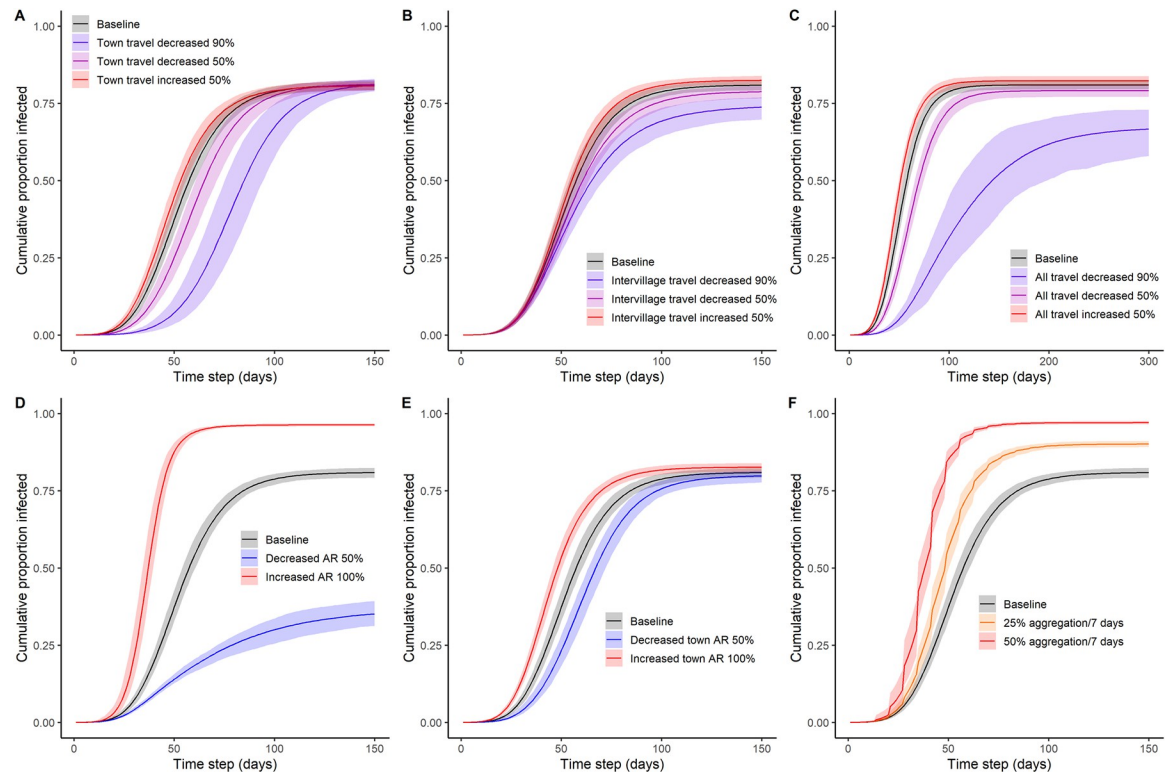 A
Cumulative proportion infected
1.00
0.75
0.50
0.25
0.00
Baseline
Town travel decreased 90%
Town travel decreased 50%
Town travel increased 50%
0
50
100
150
Time step (days)
B
Cumulative proportion infected
1.00
0.75
0.50
0.25
0.00
Baseline
Intervillage travel decreased 90%
Intervillage travel decreased 50%
Intervillage travel increased 50%
0
50
100
150
Time step (days)
C
Cumulative proportion infected
1.00
0.75
0.50
0.25
0.00
Baseline
All travel decreased 90%
All travel decreased 50%
All travel increased 50%
0
100
200
300
Time step (days)
D
Cumulative proportion infected
1.00
0.75
0.50
0.25
0.00
Baseline
Decreased AR 50%
Increased AR 100%
0
50
100
150
Time step (days)
E
Cumulative proportion infected
1.00
0.75
0.50
0.25
0.00
Baseline
Decreased town AR 50%
Increased town AR 100%
0
50
100
150
Time step (days)
F
Cumulative proportion infected
1.00
0.75
0.50
0.25
0.00
Baseline
25% aggregation/7 days
50% aggregation/7 days
0
50
100
150
Time step (days)